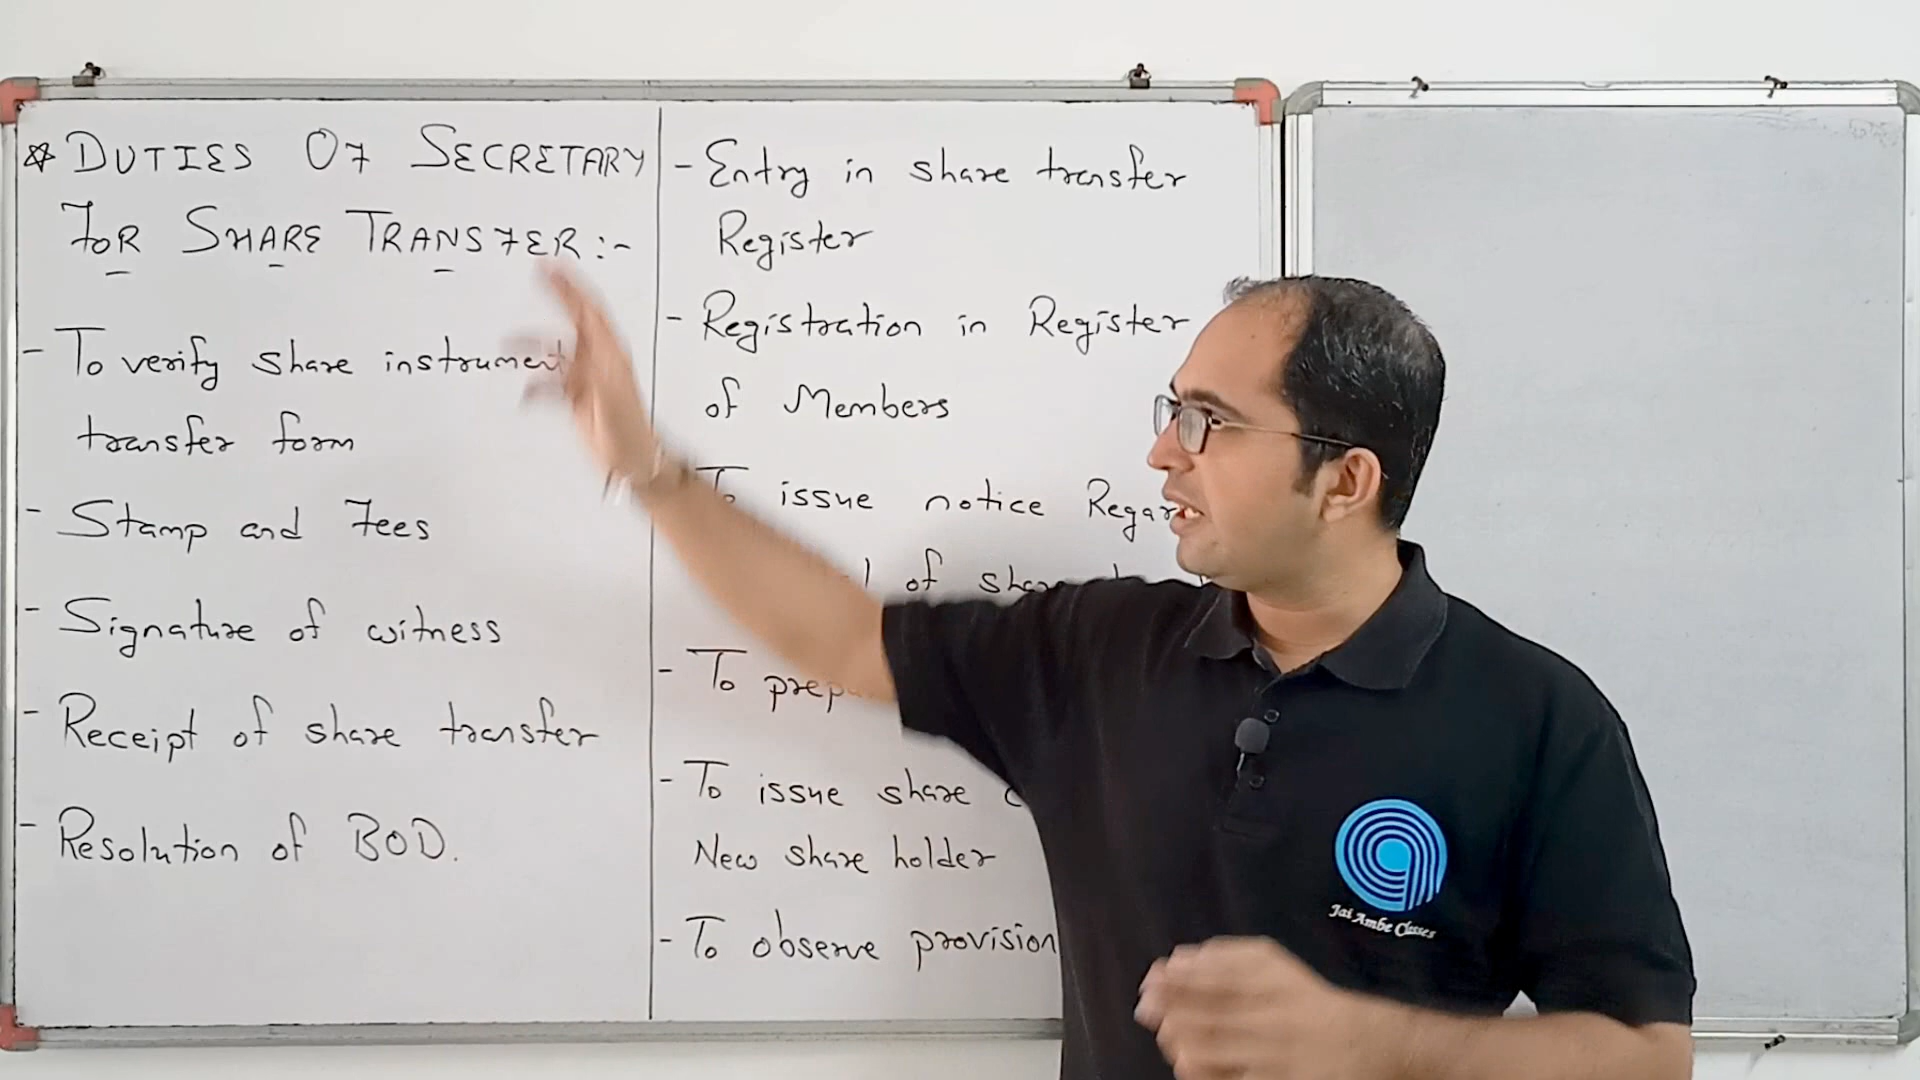 ☆ DUTIES OF SECRETARY
FOR SHARE TRANSFER :-
- To verify share instrument
transfer form
- Stamp and Fees
- Signature of witness
- Receipt of share transfer
- Resolution of BOD.
- Entry in share transfer
Register
- Registration in Register
of Members
To issue notice
of
- To
- To issue share
New share holder
- To observe provision
Jai Ambe Classes